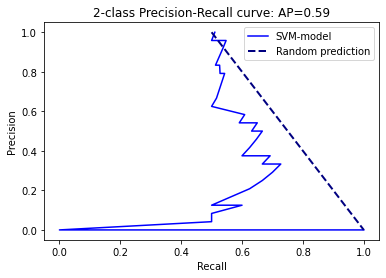 2-class Precision-Recall curve: AP=0.59
SVM-model
Random prediction
Precision
1.0
0.8
0.6
0.4
0.2
0.0
0.0 0.2 0.4 0.6 0.8 1.0
Recall